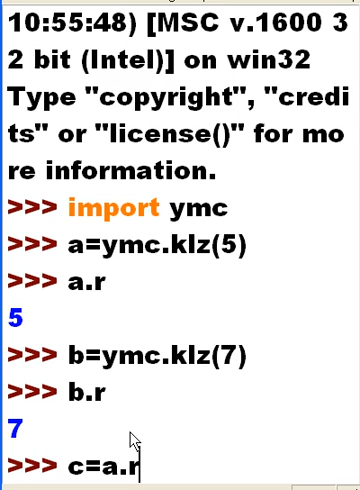 10:55:48) [MSC v.1600 3
2 bit (Intel)] on win32
Type "copyright", "credi
ts" or "license()" for mo
re information.
>>> import ymc
>>> a=ymc.klz(5)
>>> a.r
5
>>> b=ymc.klz(7)
>>> b.r
7
>>> c=a.r